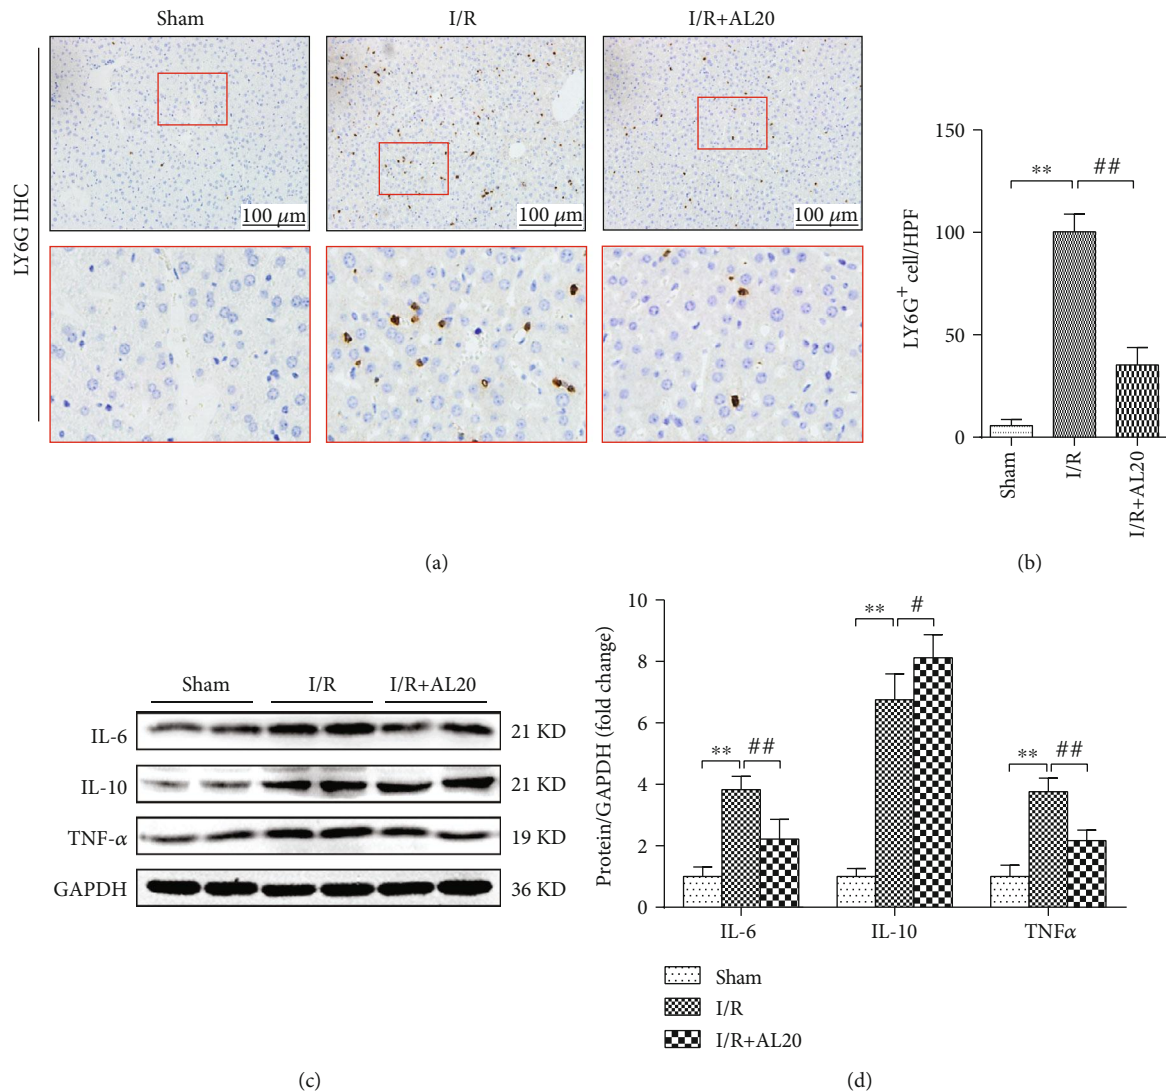 Sham I/R I/R+AL20
LY6G IHC
100 μm 100 μm 100 μm
(a)
LY6G+ cell/HPF
150
100
50
0
** ##
Sham I/R I/R+AL20
(b)
Sham I/R I/R+AL20
IL-6 21 KD
IL-10 21 KD
TNF-α 19 KD
GAPDH 36 KD
(c)
Protein/GAPDH (fold change)
10
8
6
4
2
0
** ## ** # ** ##
IL-6 IL-10 TNFα
Sham
I/R
I/R+AL20
(d)